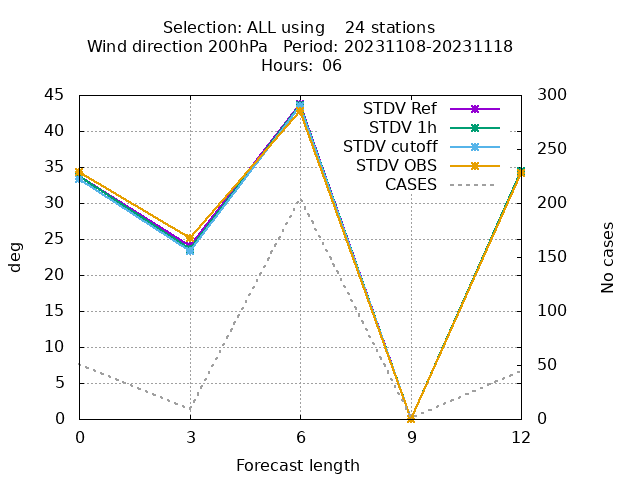 Selection: ALL using    24 stations
Wind direction 200hPa   Period: 20231108-20231118
Hours: 06
45 300
STDV Ref
40
STDV 1h
250
STDV cutoff
35
STDV OBS
CASES
30 200
25
deg
No cases
20 150
15 100
10
50
5
0 0
0 3 6 9 12
Forecast length